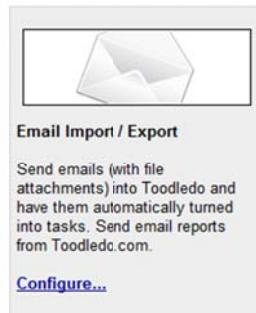 Email Import / Export
Send emails (with file
attachments) into Toodledo and
have them automatically turned
into tasks. Send email reports
from Toodledo.com.
Configure...